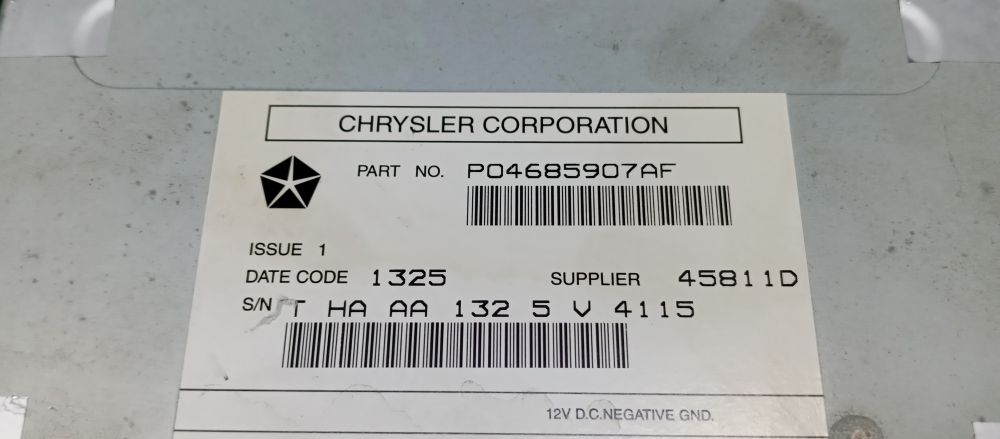 CHRYSLER CORPORATION
PART NO. P04685907AF
ISSUE 1
DATE CODE 1325 SUPPLIER 45811D
S/N T HA AA 132 5 V 4115
12V D.C.NEGATIVE GND.